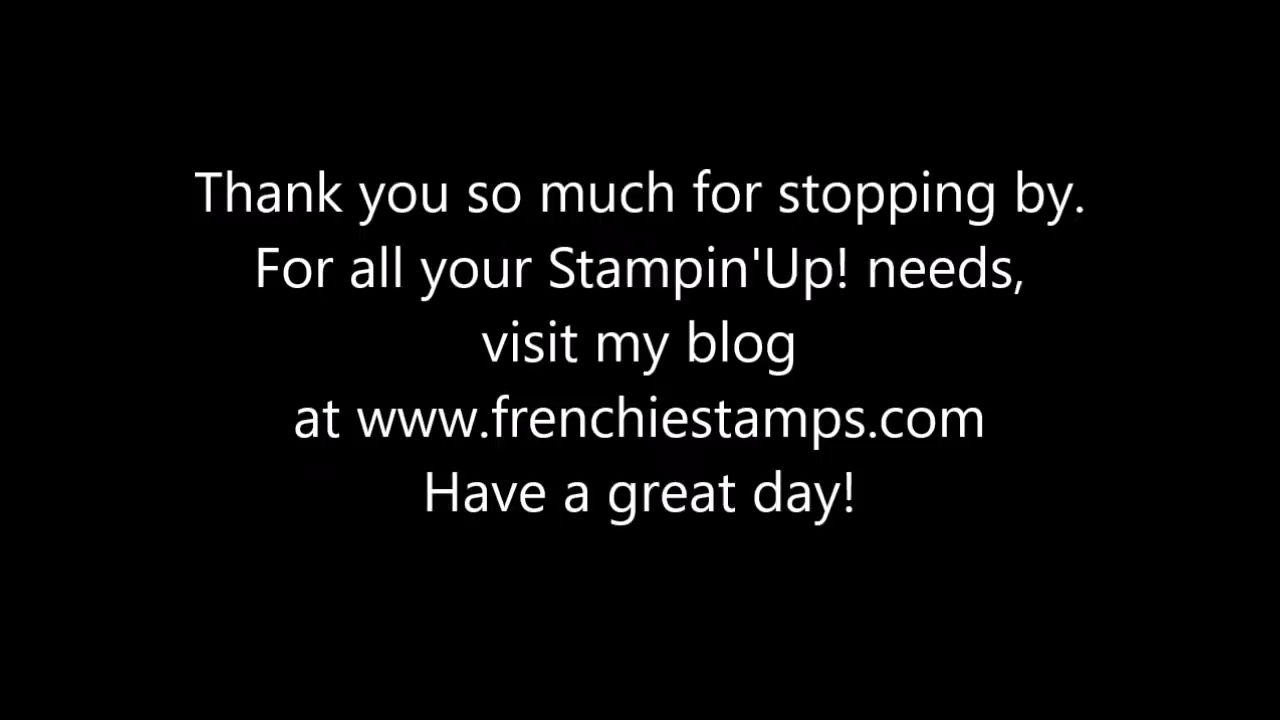 Thank you so much for stopping by.
For all your Stampin'Up! needs,
visit my blog
at www.frenchiestamps.com
Have a great day!